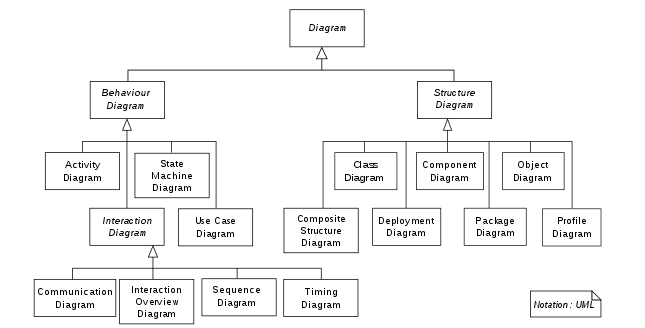 Diagram
Behaviour
Diagram
Structure
Diagram
Activity
Diagram
State
Machine
Diagram
Class
Diagram
Component
Diagram
Object
Diagram
Interaction
Diagram
Use Case
Diagram
Composite
Structure
Diagram
Deployment
Diagram
Package
Diagram
Profile
Diagram
Communication
Diagram
Interaction
Overview
Diagram
Sequence
Diagram
Timing
Diagram
Notation: UML